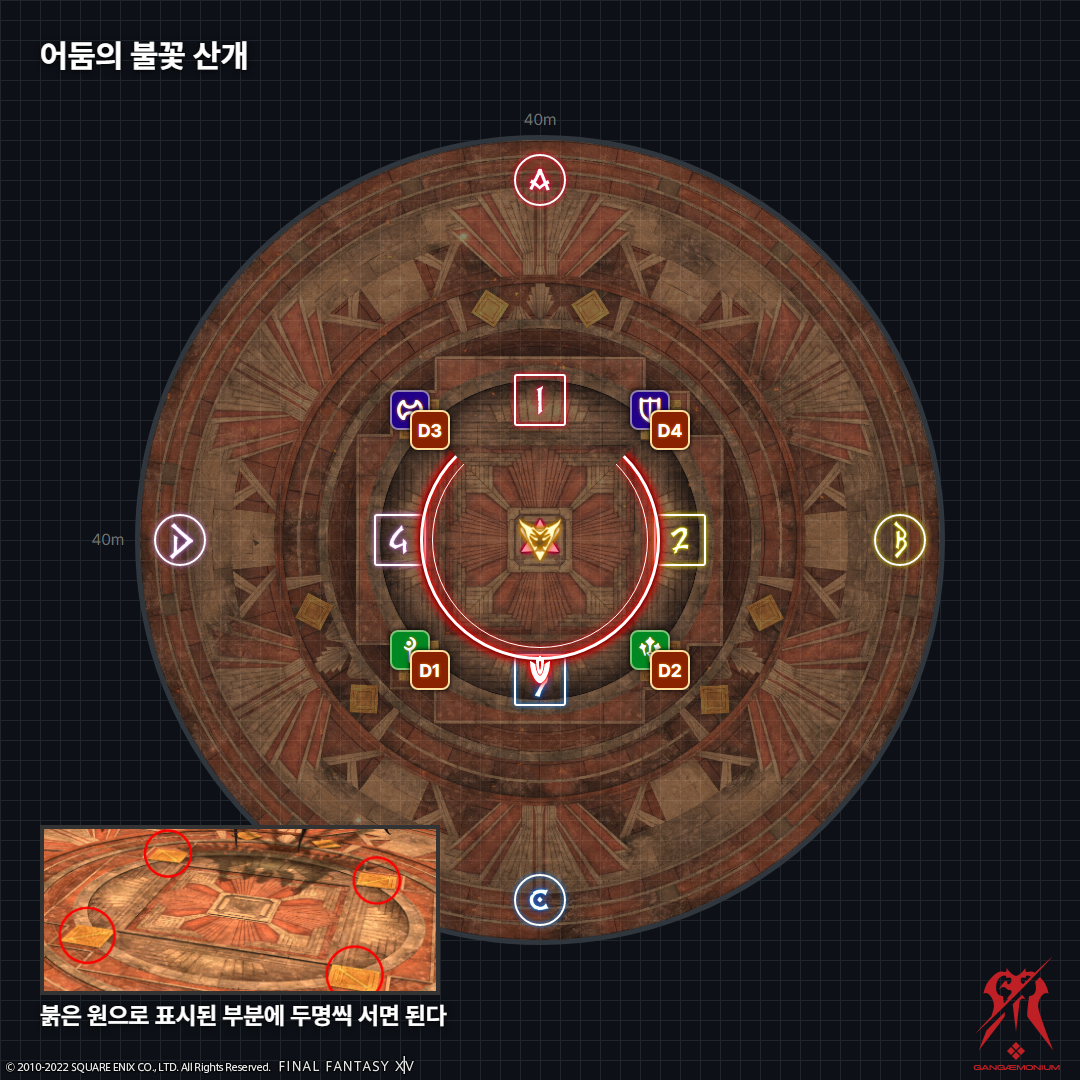 어둠의 불꽃 산개
40m
A
1
D3
D4
40m
D
4
2
B
D1
D2
C
붉은 원으로 표시된 부분에 두명씩 서면 된다
© 2010-2022 SQUARE ENIX CO., LTD. All Rights Reserved. FINAL FANTASY XIV
GANGÆMONIUM